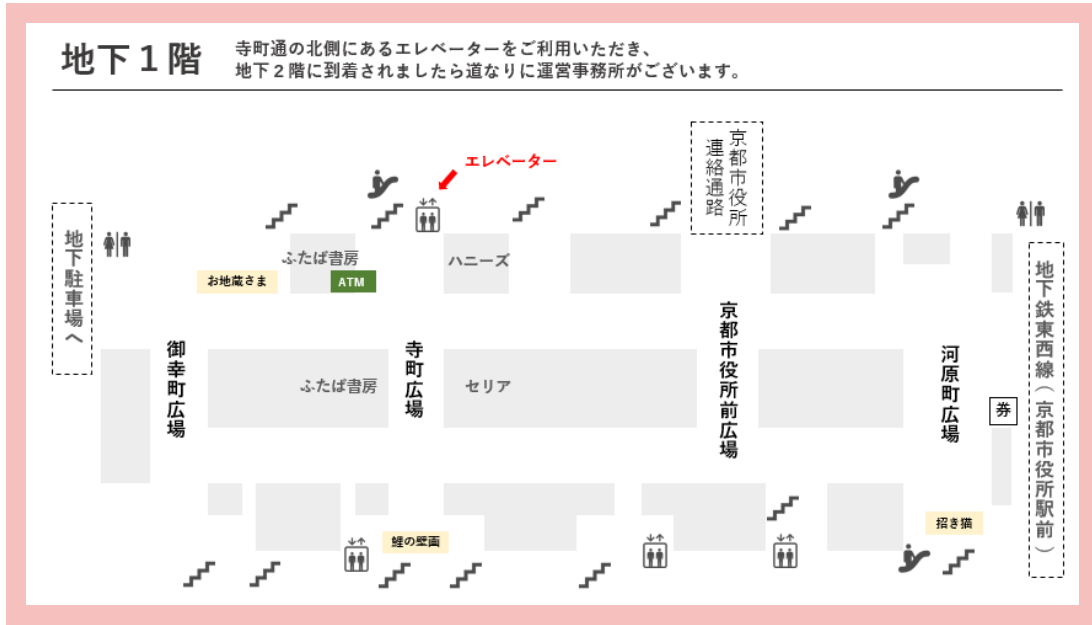 地下1階
寺町通の北側にあるエレベーターをご利用いただき、
地下2階に到着されましたら道なりに運営事務所がございます。
エレベーター
京都市役所
連絡通路
地下駐車場へ
ふたば書房
お地蔵さま
ATM
ハニーズ
御幸町広場
ふたば書房
寺町広場
セリア
京都市役所前広場
河原町広場
券
地下鉄東西線（京都市役所駅前）
鯉の壁画
招き猫